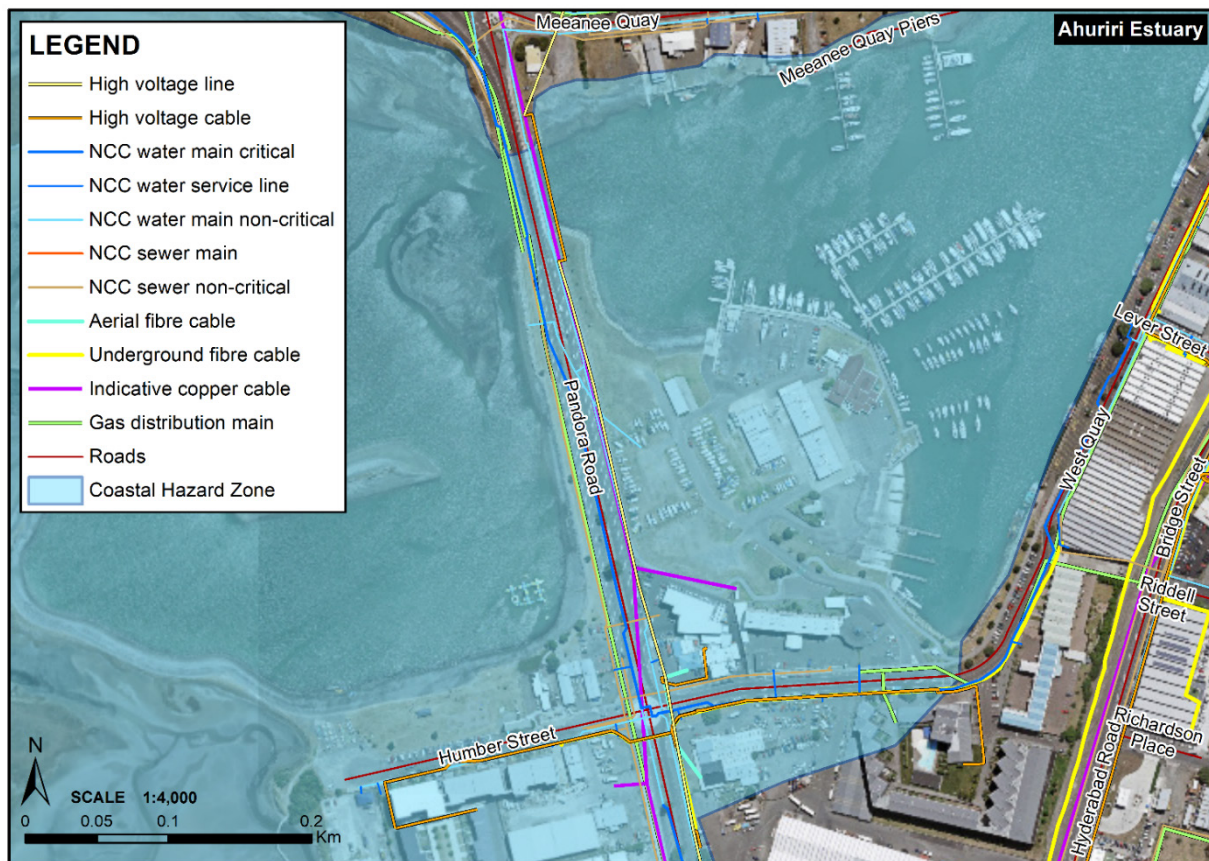 Ahuriri Estuary
LEGEND
High voltage line
High voltage cable
NCC water main critical
NCC water service line
NCC water main non-critical
NCC sewer main
NCC sewer non-critical
Aerial fibre cable
Underground fibre cable
Indicative copper cable
Gas distribution main
Roads
Coastal Hazard Zone
Meeanee Quay
Meeanee Quay Piers
Lever Street
West Quay
Pandora Road
Bridge Street
Riddell
Street
Richardson
Place
Humber Street
Hyderabad Road
N
SCALE 1:4,000
0 0.05 0.1 0.2
Km